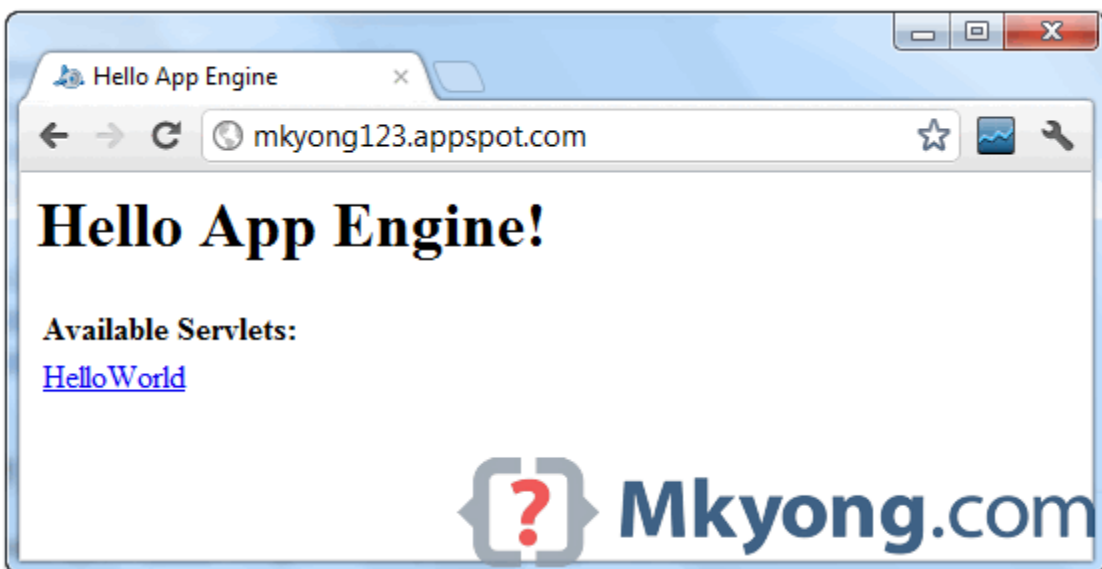 Hello App Engine
mkyong123.appspot.com
Hello App Engine!
Available Servlets:
HelloWorld
? Mkyong.com